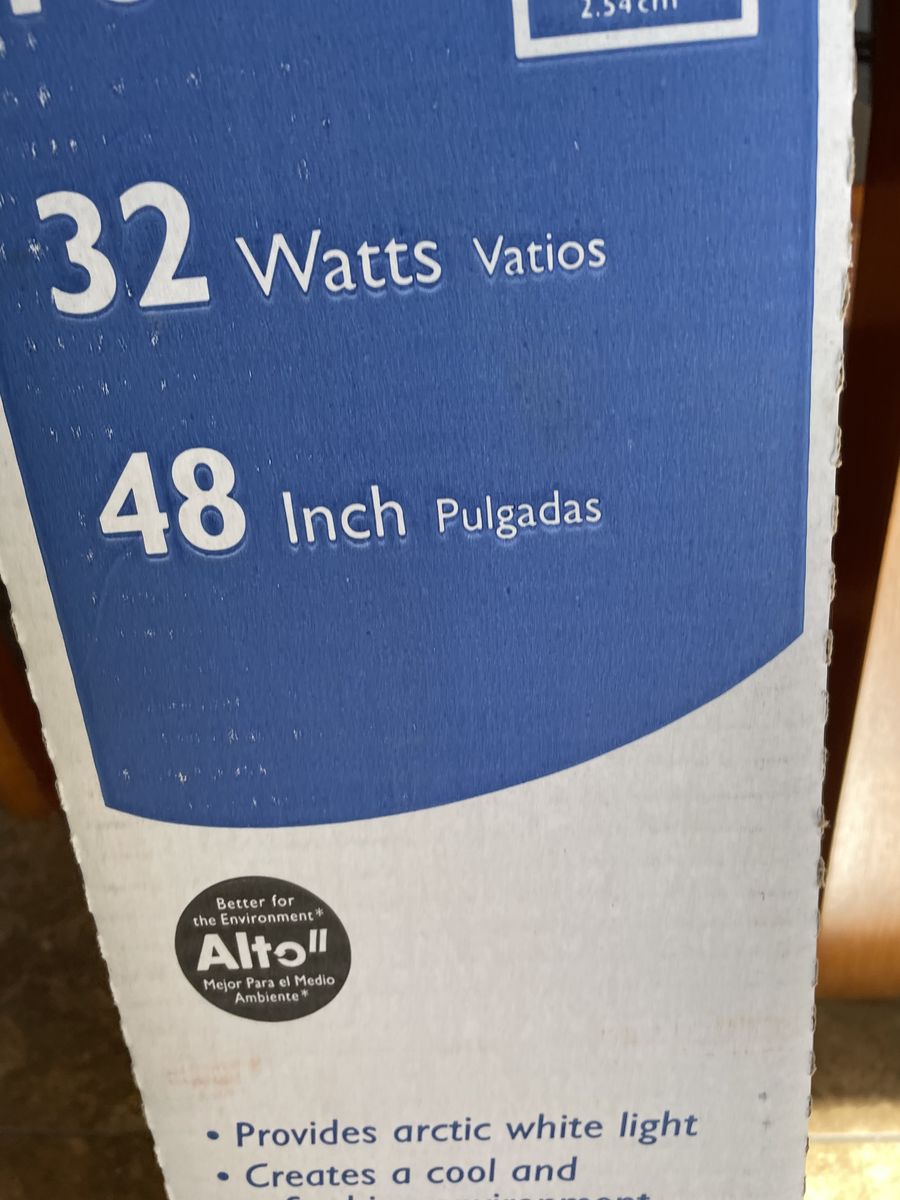 2.54cm
32 Watts Vatios
48 Inch Pulgadas
Better for
the Environment*
Alto II
Mejor Para el Medio
Ambiente*
• Provides arctic white light
• Creates a cool and
environment